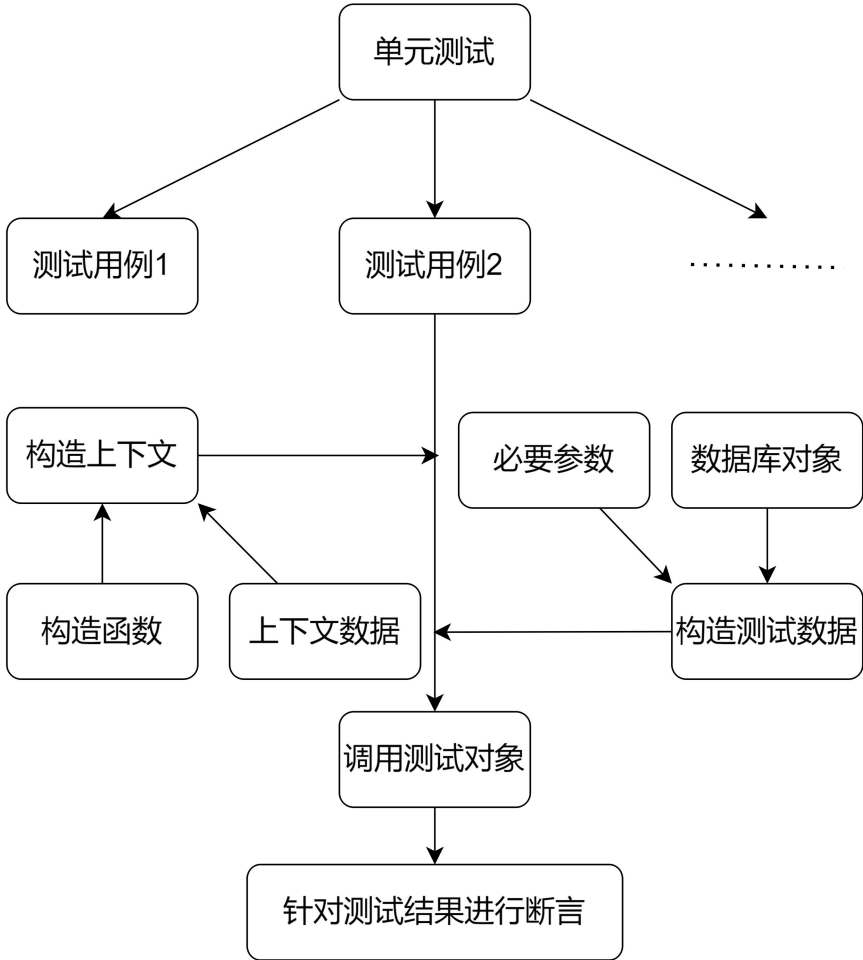 单元测试
测试用例1
测试用例2
构造上下文
必要参数
数据库对象
构造函数
上下文数据
构造测试数据
调用测试对象
针对测试结果进行断言